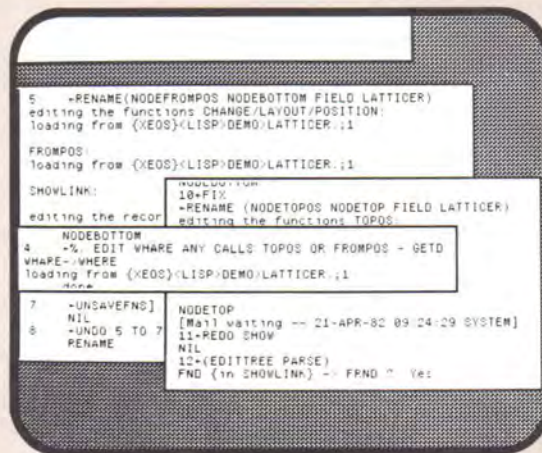 5 ←RENAME(NODEFROMPOS NODEBOTTOM FIELD LATTICER)
editing the functions CHANGE/LAYOUT/POSITION:
loading from {XEOS}<LISP>DEMO>LATTICER.;1
FROMPOS:
loading from {XEOS}<LISP>DEMO>LATTICER.;1
SHOWLINK:
editing the recor
NODEBOTTOM
10←FIX
←RENAME (NODETOPOS NODETOP FIELD LATTICER)
editing the functions TOPOS:
NODEBOTTOM
4 ←%. EDIT WHARE ANY CALLS TOPOS OR FROMPOS - GETD
WHARE->WHERE
loading from {XEOS}<LISP>DEMO>LATTICER.;1
done
7 ←UNSAVEFNS]
NIL
8 ←UNDO 5 TO 7
RENAME
NODETOP
[Mail waiting -- 21-APR-82 09:24:29 SYSTEM]
11←REDO SHOW
NIL
12←(EDITTREE PARSE)
FND {in SHOWLINK} -> FRND ? Yes